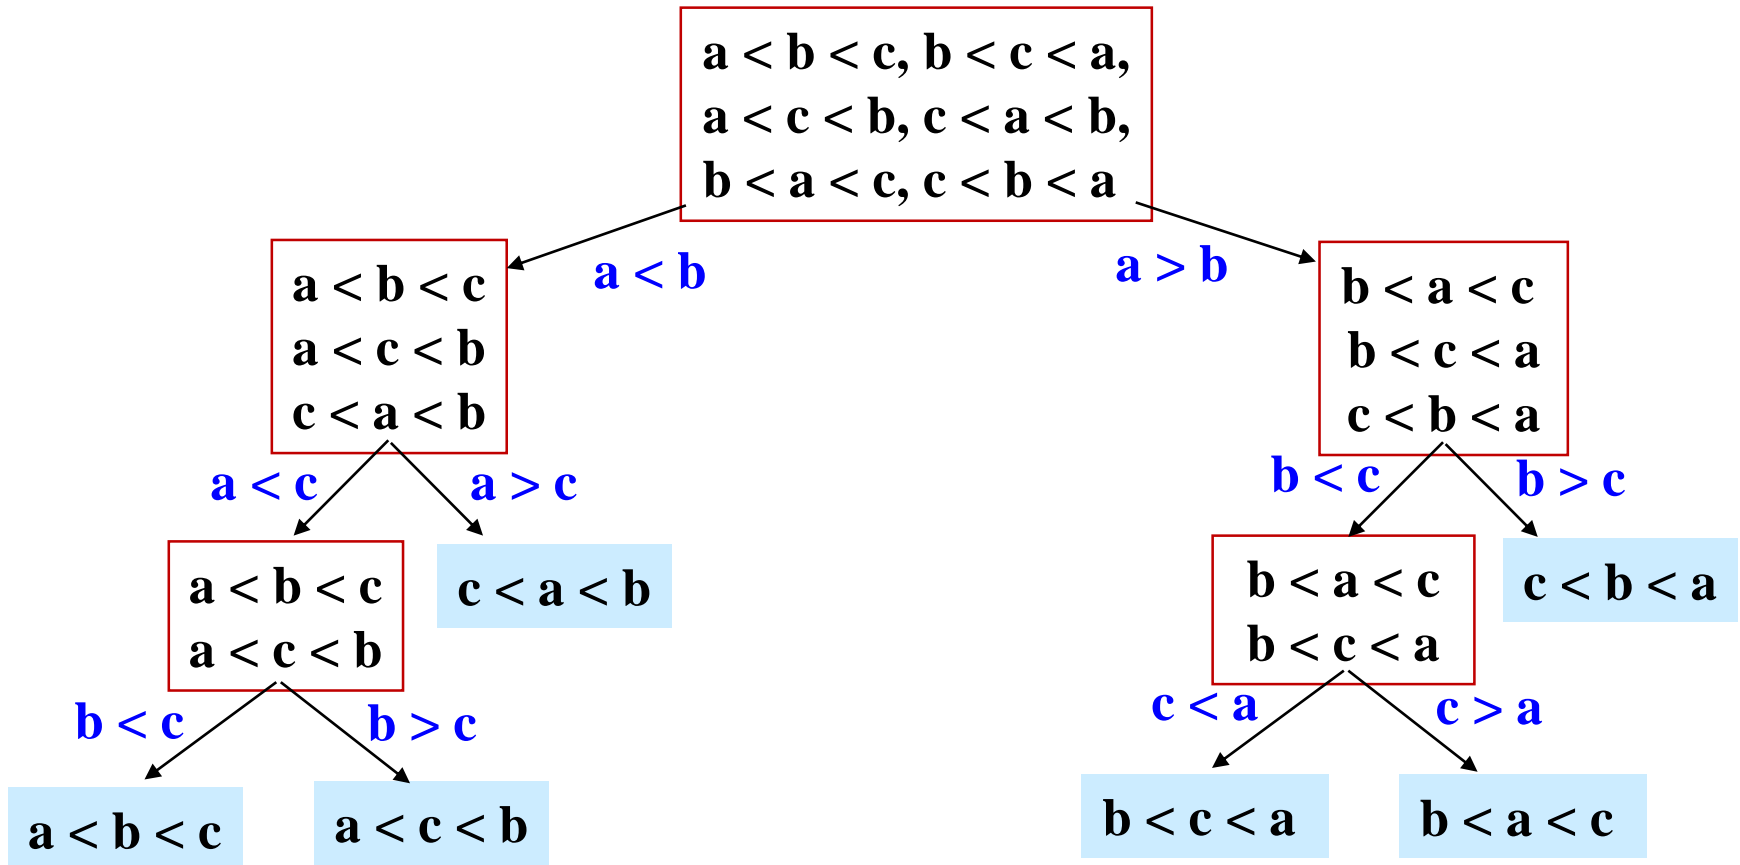 a < b < c, b < c < a,
a < c < b, c < a < b,
b < a < c, c < b < a
a < b
a > b
a < b < c
a < c < b
c < a < b
b < a < c
b < c < a
c < b < a
a < c
a > c
b < c
b > c
a < b < c
a < c < b
c < a < b
b < a < c
b < c < a
c < b < a
b < c
b > c
c < a
c > a
a < b < c
a < c < b
b < c < a
b < a < c